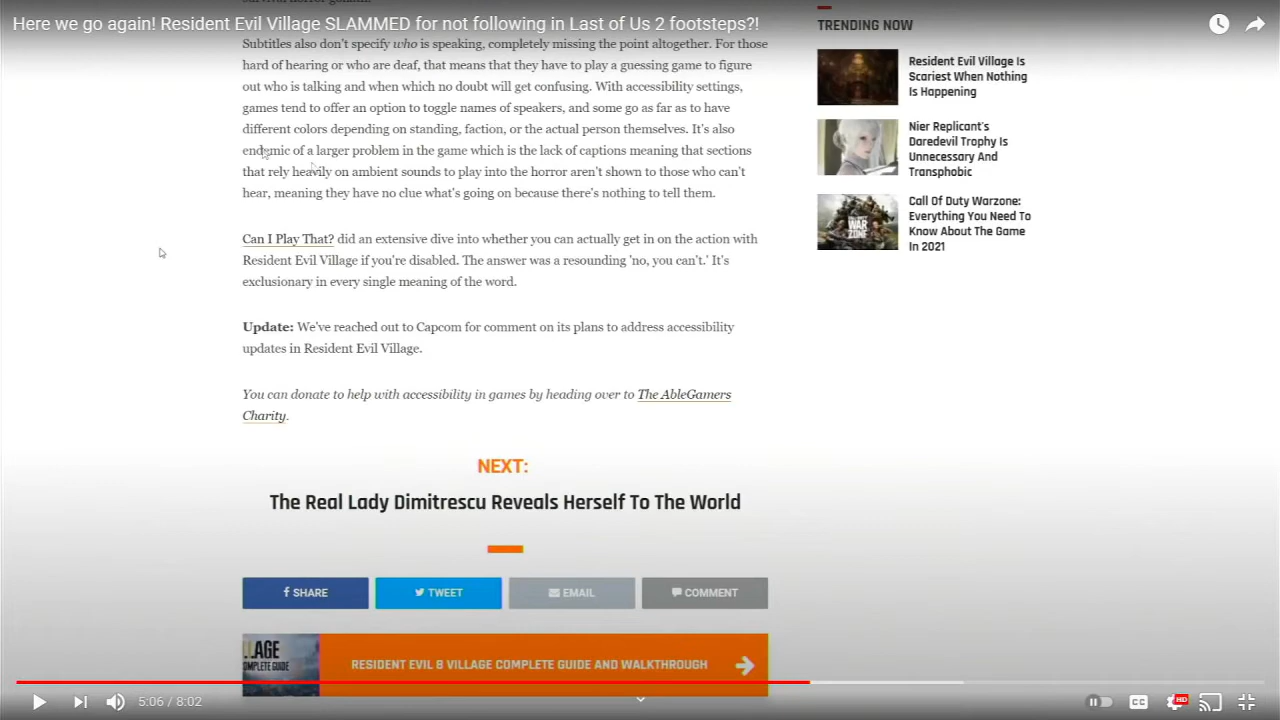 Here we go again! Resident Evil Village SLAMMED for not following in Last of Us 2 footsteps?!
Subtitles also don't specify who is speaking, completely missing the point altogether. For those
hard of hearing or who are deaf, that means that they have to play a guessing game to figure
out who is talking and when which no doubt will get confusing. With accessibility settings,
games tend to offer an option to toggle names of speakers, and some go as far as to have
different colors depending on standing, faction, or the actual person themselves. It's also
endemic of a larger problem in the game which is the lack of captions meaning that sections
that rely heavily on ambient sounds to play into the horror aren't shown to those who can't
hear, meaning they have no clue what's going on because there's nothing to tell them.
Can I Play That? did an extensive dive into whether you can actually get in on the action with
Resident Evil Village if you're disabled. The answer was a resounding 'no, you can't.' It's
exclusionary in every single meaning of the word.
Update: We've reached out to Capcom for comment on its plans to address accessibility
updates in Resident Evil Village.
You can donate to help with accessibility in games by heading over to The AbleGamers
Charity.
NEXT:
The Real Lady Dimitrescu Reveals Herself To The World
SHARE
TWEET
EMAIL
COMMENT
RESIDENT EVIL 8 VILLAGE COMPLETE GUIDE AND WALKTHROUGH
TRENDING NOW
Resident Evil Village Is
Scariest When Nothing
Is Happening
Nier Replicant's
Daredevil Trophy Is
Unnecessary And
Transphobic
WAR
ZONE
Call Of Duty Warzone:
Everything You Need To
Know About The Game
In 2021
5:06 / 8:02
CC
HD